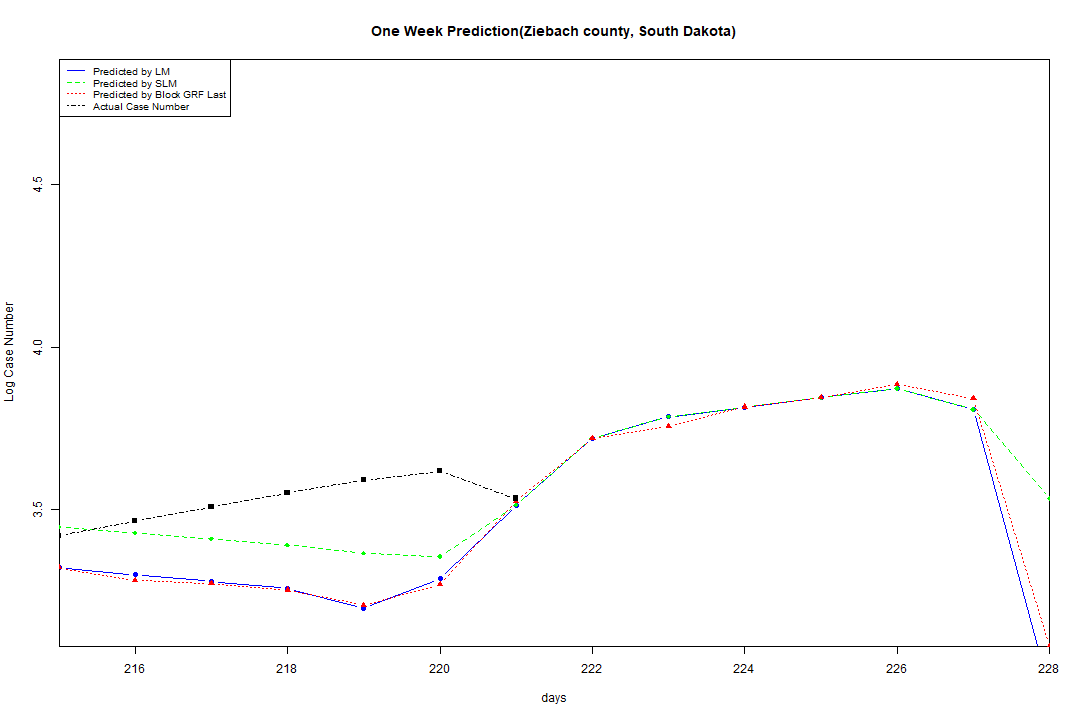 One Week Prediction(Ziebach county, South Dakota)
Predicted by LM
Predicted by SLM
Predicted by Block GRF Last
Actual Case Number
4.5
4.0
3.5
Log Case Number
216
218
220
222
224
226
228
days